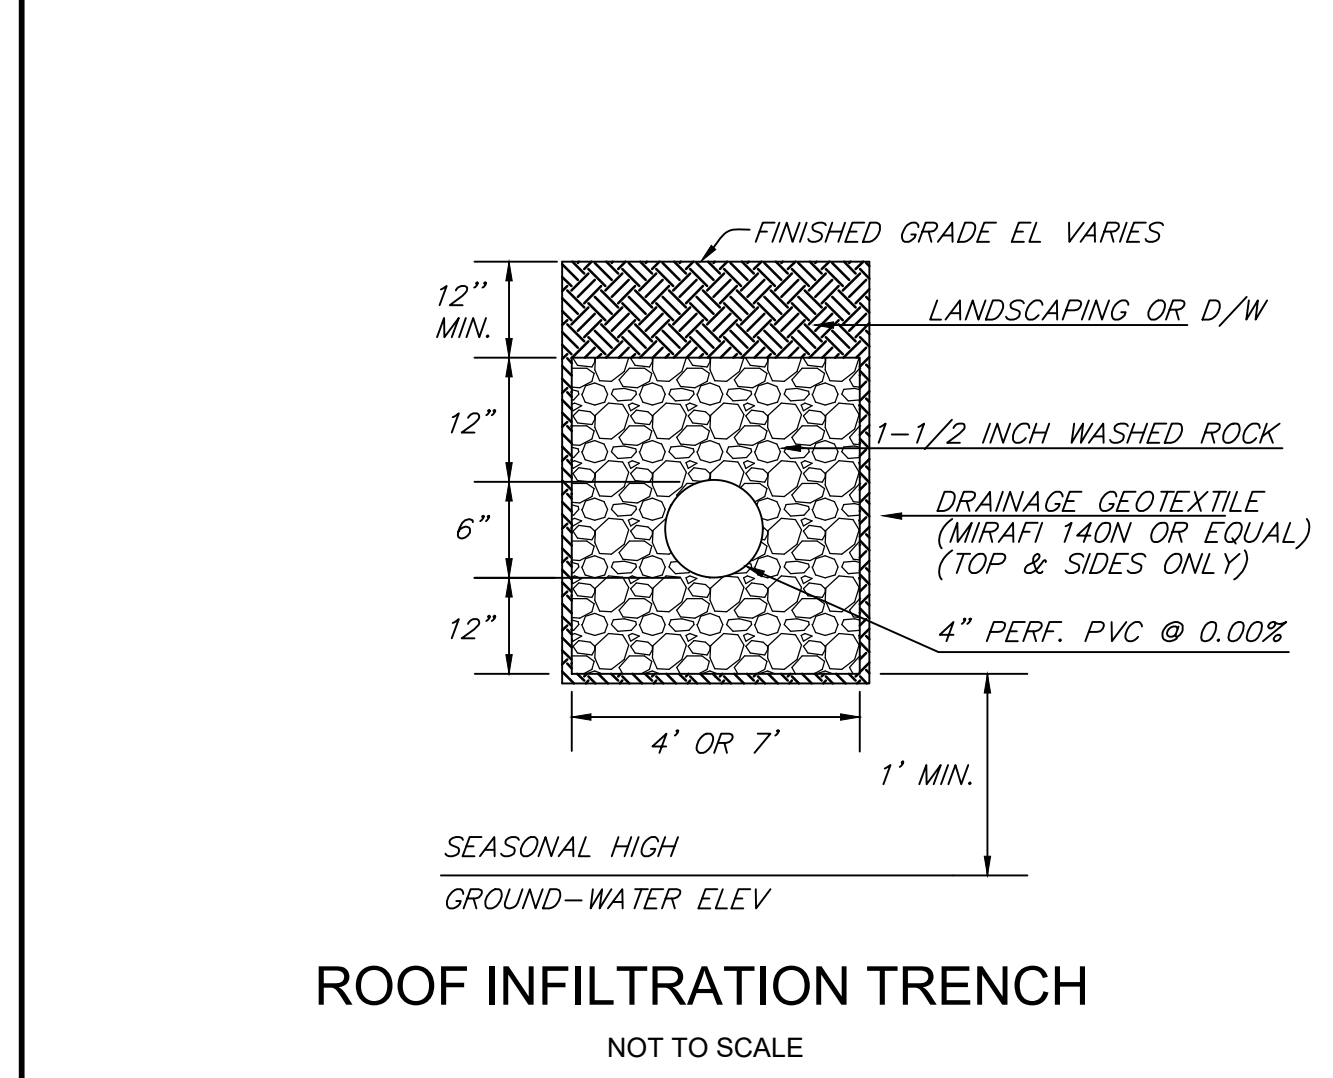 FINISHED GRADE EL VARIES
12"
MIN.
LANDSCAPING OR D/W
12"
1-1/2 INCH WASHED ROCK
6"
DRAINAGE GEOTEXTILE
(MIRAFI 140N OR EQUAL)
(TOP & SIDES ONLY)
12"
4" PERF. PVC @ 0.00%
4' OR 7'
1' MIN.
SEASONAL HIGH
GROUND-WATER ELEV
ROOF INFILTRATION TRENCH
NOT TO SCALE